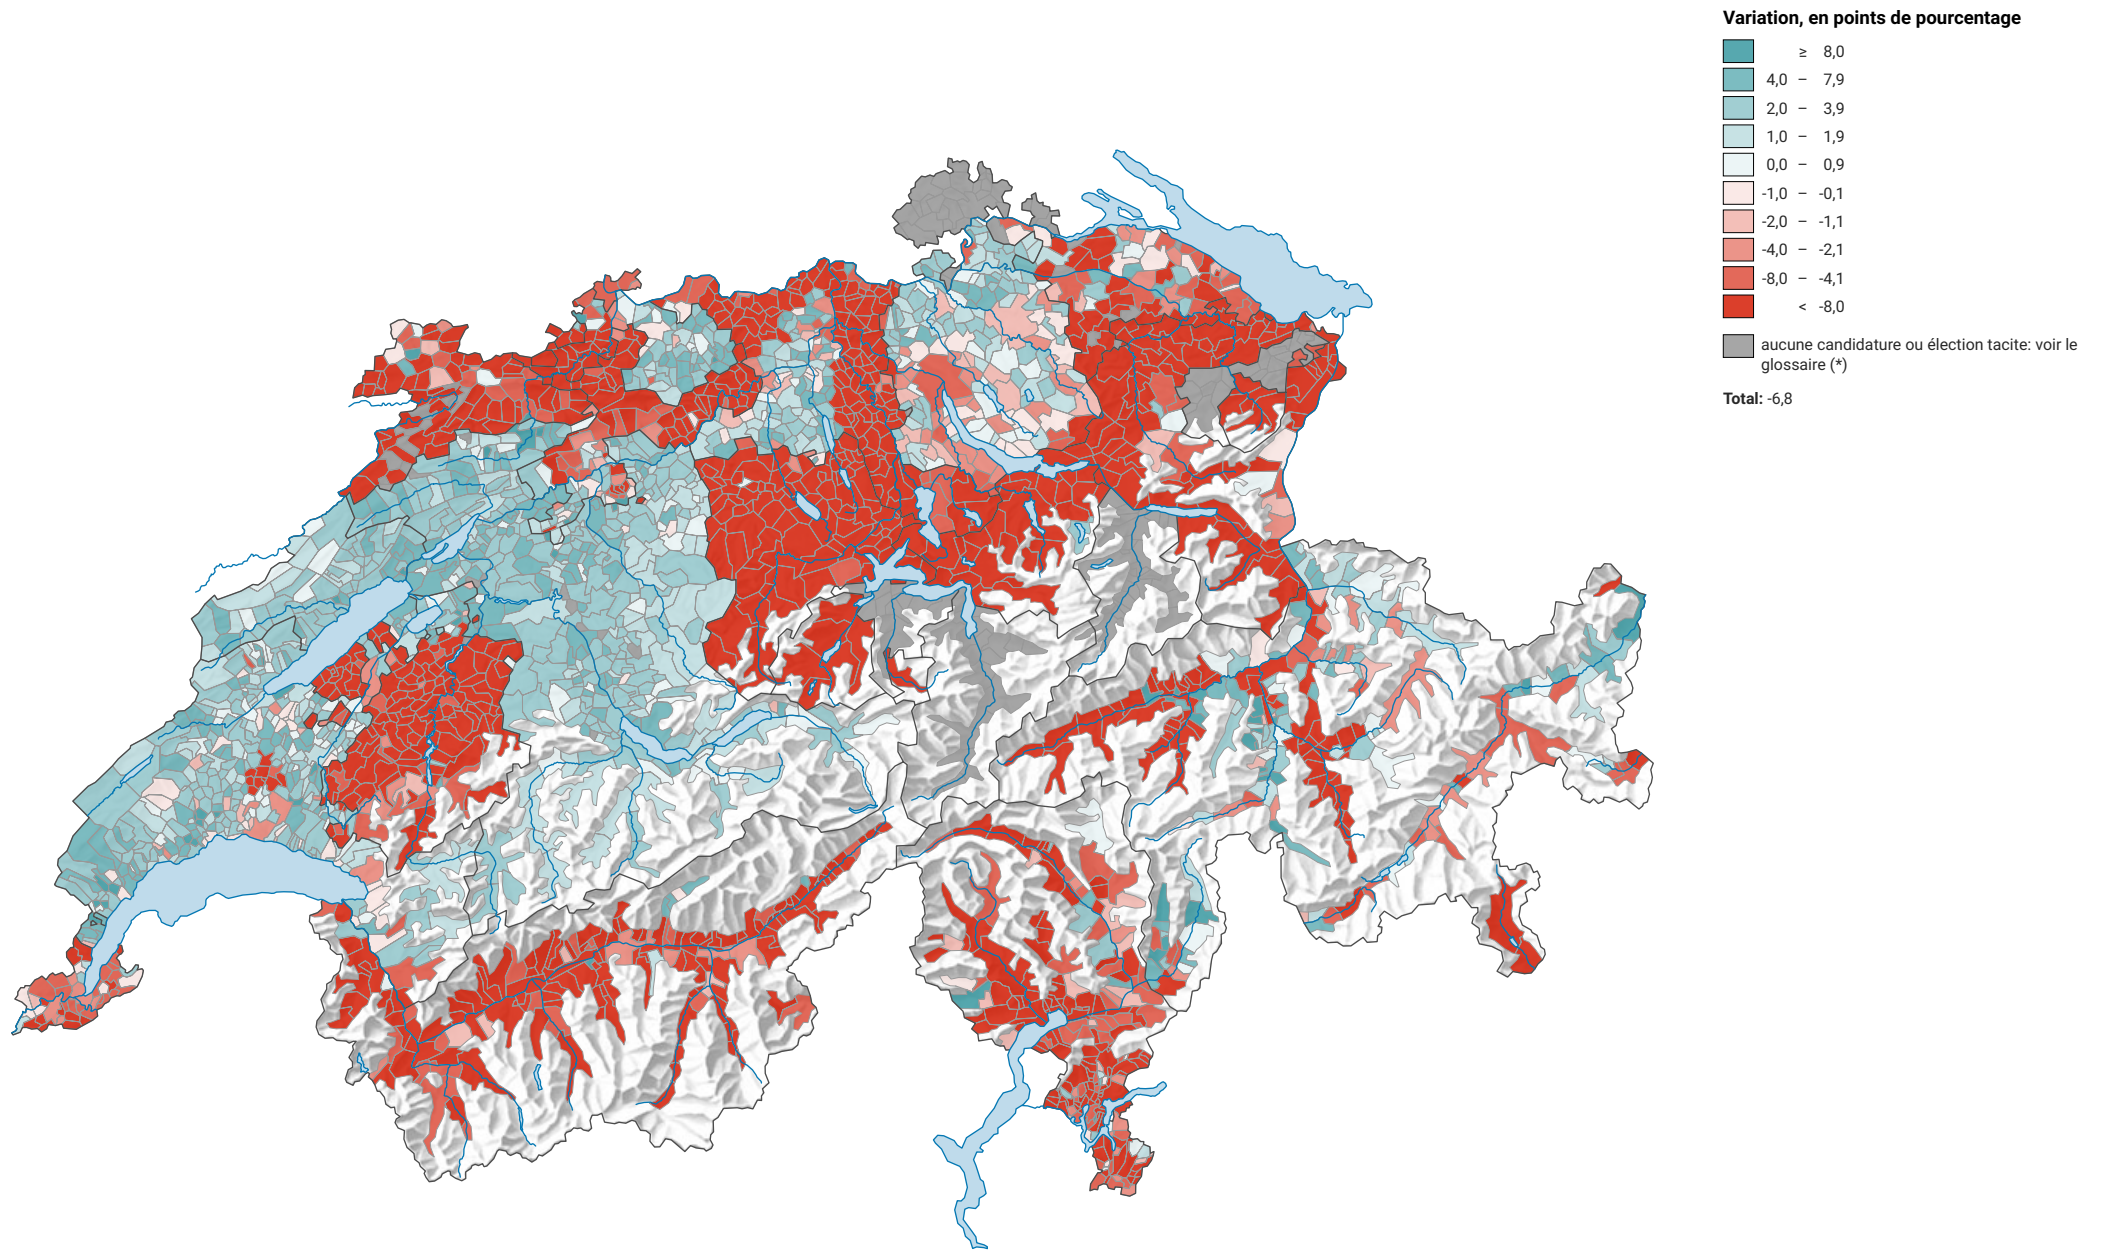 Variation, en points de pourcentage
≥ 8,0
4,0 – 7,9
2,0 – 3,9
1,0 – 1,9
0,0 – 0,9
-1,0 – -0,1
-2,0 – -1,1
-4,0 – -2,1
-8,0 – -4,1
< -8,0
aucune candidature ou élection tacite: voir le
glossaire (*)
Total: -6,8